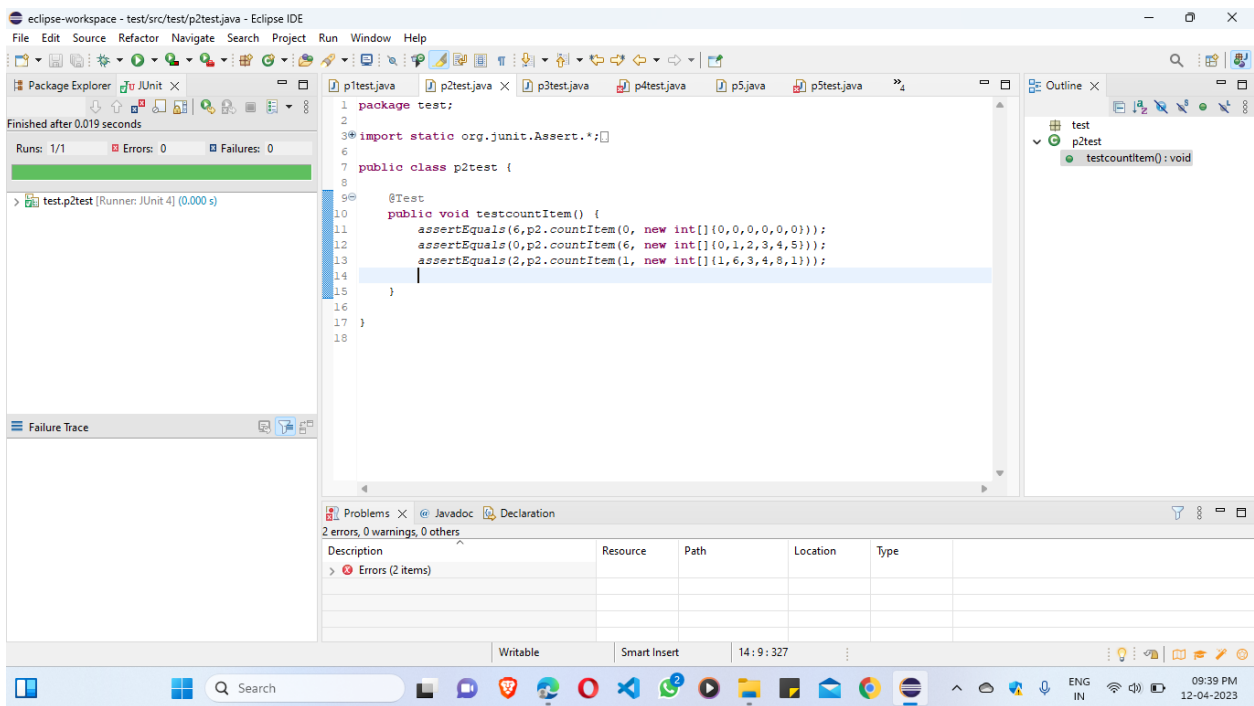 eclipse-workspace - test/src/test/p2test.java - Eclipse IDE
File Edit Source Refactor Navigate Search Project Run Window Help
Package Explorer JUnit
Finished after 0.019 seconds
Runs: 1/1 Errors: 0 Failures: 0
test.p2test [Runner: JUnit 4] (0.000 s)
Failure Trace
p1test.java p2test.java p3test.java p4test.java p5.java p5test.java »4
1 package test;
2
3 import static org.junit.Assert.*;
6
7 public class p2test {
8
9 @Test
10 public void testcountItem() {
11 assertEquals(6,p2.countItem(0, new int[]{0,0,0,0,0,0}));
12 assertEquals(0,p2.countItem(6, new int[]{0,1,2,3,4,5}));
13 assertEquals(2,p2.countItem(1, new int[]{1,6,3,4,8,1}));
14
15 }
16
17 }
18
Outline
test
p2test
testcountItem() : void
Problems @ Javadoc Declaration
2 errors, 0 warnings, 0 others
Description Resource Path Location Type
Errors (2 items)
Writable Smart Insert 14 : 9 : 327
Search
2
ENG
IN
09:39 PM
12-04-2023